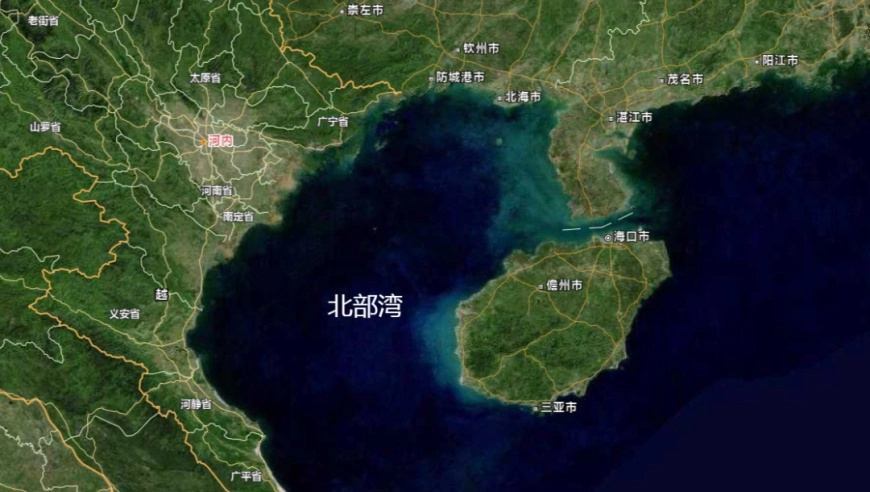 崇左市
老街省
钦州市
阳江市
太原省
防城港市
茂名市
北海市
湛江市
广宁省
山萝省
河内
河南省
南定省
海口市
儋州市
越
北部湾
义安省
河静省
三亚市
广平省